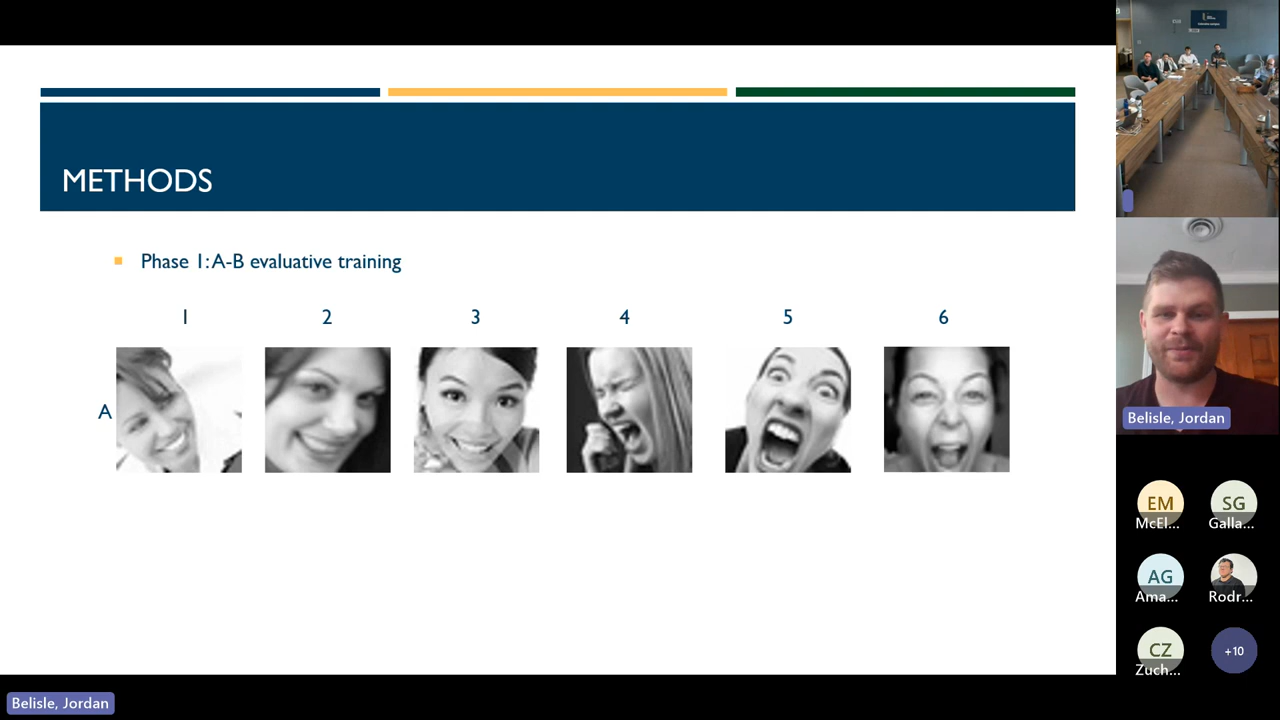 METHODS
Phase 1: A-B evaluative training
1 2 3 4 5 6
A
Belisle, Jordan
EM SG
McEl... Galla...
AG
Ama... Rodr...
CZ +10
Zuch...
Belisle, Jordan